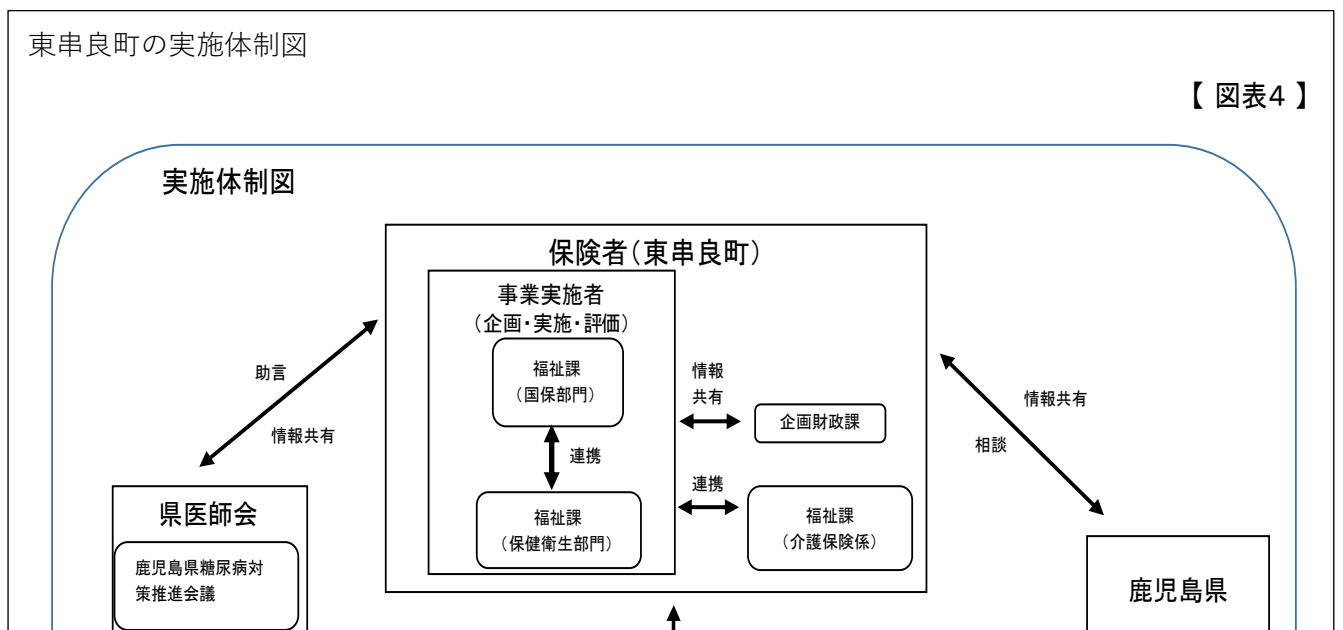 東串良町の実施体制図
【 図表4 】
実施体制図
保険者(東串良町)
事業実施者
(企画・実施・評価)
福祉課
(国保部門)
連携
福祉課
(保健衛生部門)
情報
共有
企画財政課
連携
福祉課
(介護保険係)
助言
情報共有
県医師会
鹿児島県糖尿病対
策推進会議
情報共有
相談
鹿児島県